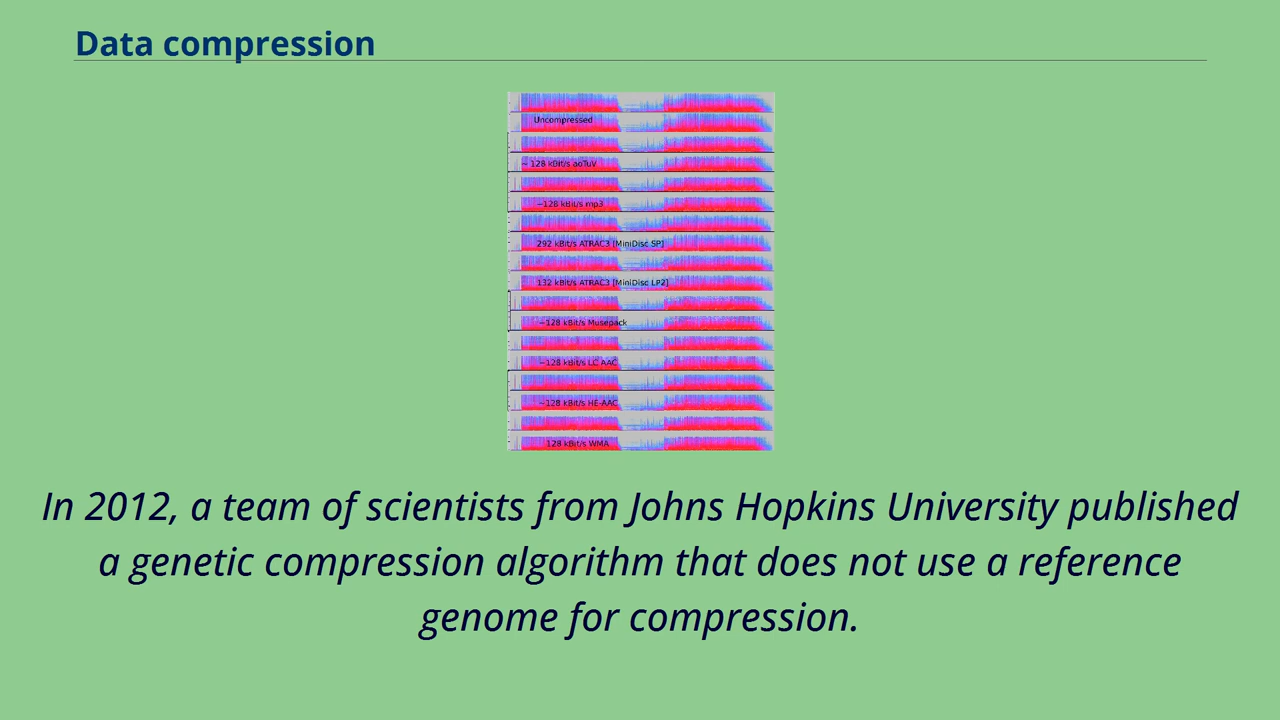 Data compression
Uncompressed
~ 128 kBit/s aoTuV
~128 kBit/s mp3
292 kBit/s ATRAC3 [MiniDisc SP]
132 kBit/s ATRAC3 [MiniDisc LP2]
~128 kBit/s Musepack
~128 kBit/s LC AAC
~128 kBit/s HE-AAC
128 kBit/s WMA
In 2012, a team of scientists from Johns Hopkins University published
a genetic compression algorithm that does not use a reference
genome for compression.